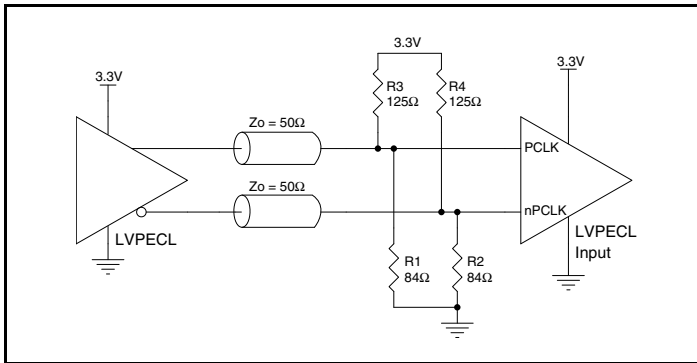 3.3V
3.3V
3.3V
R3
125Ω
R4
125Ω
Zo = 50Ω
PCLK
Zo = 50Ω
nPCLK
LVPECL
LVPECL
Input
R1
84Ω
R2
84Ω